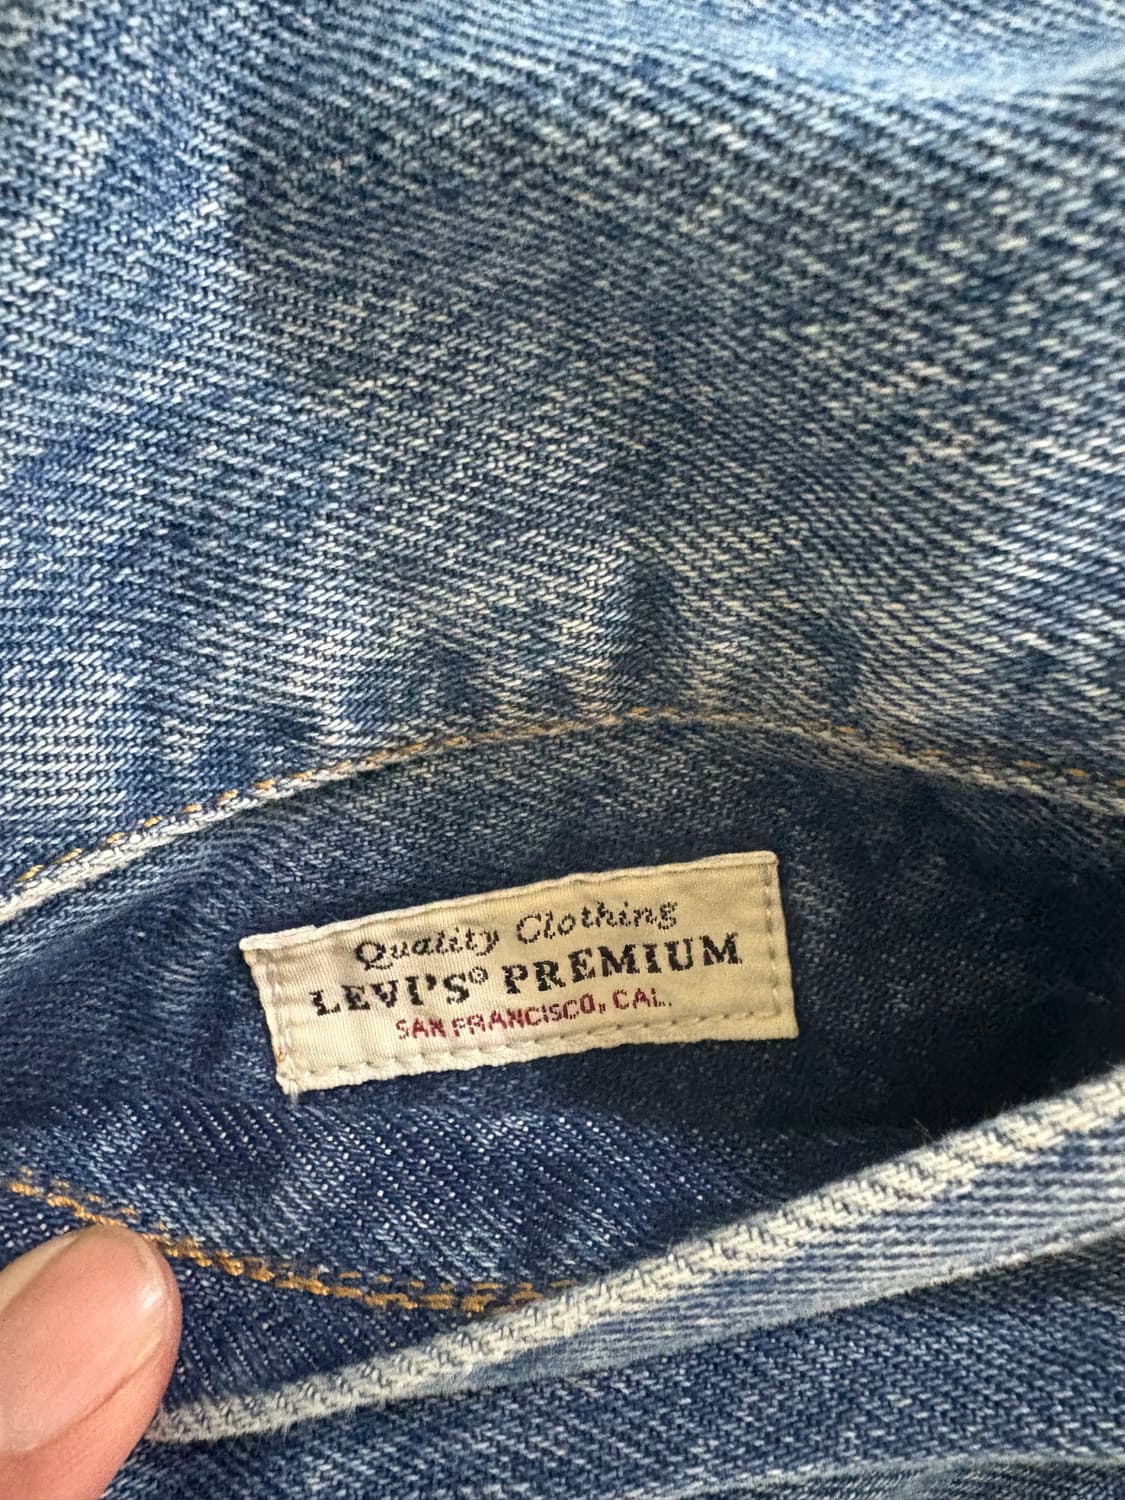 Quality Clothing
LEVI'S® PREMIUM
SAN FRANCISCO, CAL.